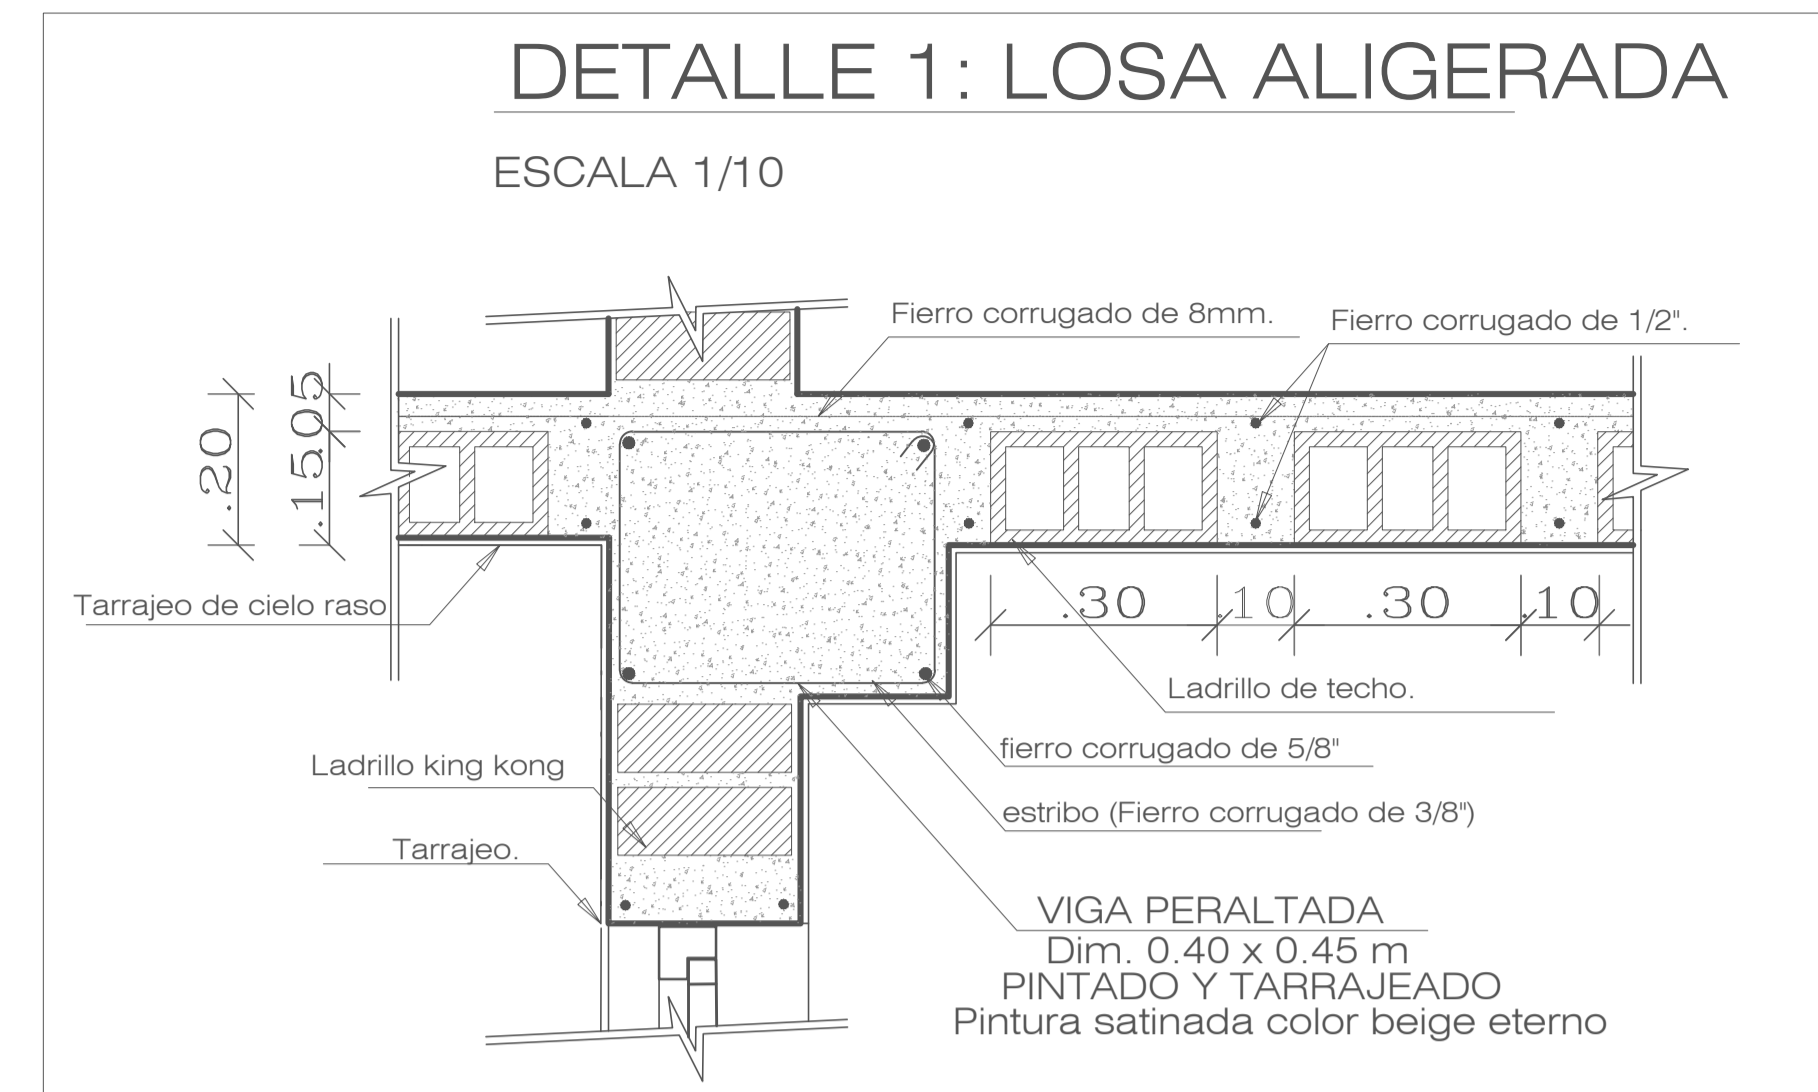 DETALLE 1: LOSA ALIGERADA
ESCALA 1/10
Fierro corrugado de 8mm.
Fierro corrugado de 1/2".
.05
.15
.20
Tarrajeo de cielo raso
.30
.10
.30
.10
Ladrillo de techo.
fierro corrugado de 5/8"
Ladrillo king kong
estribo (Fierro corrugado de 3/8")
Tarrajeo.
VIGA PERALTADA
Dim. 0.40 x 0.45 m
PINTADO Y TARRAJEADO
Pintura satinada color beige eterno